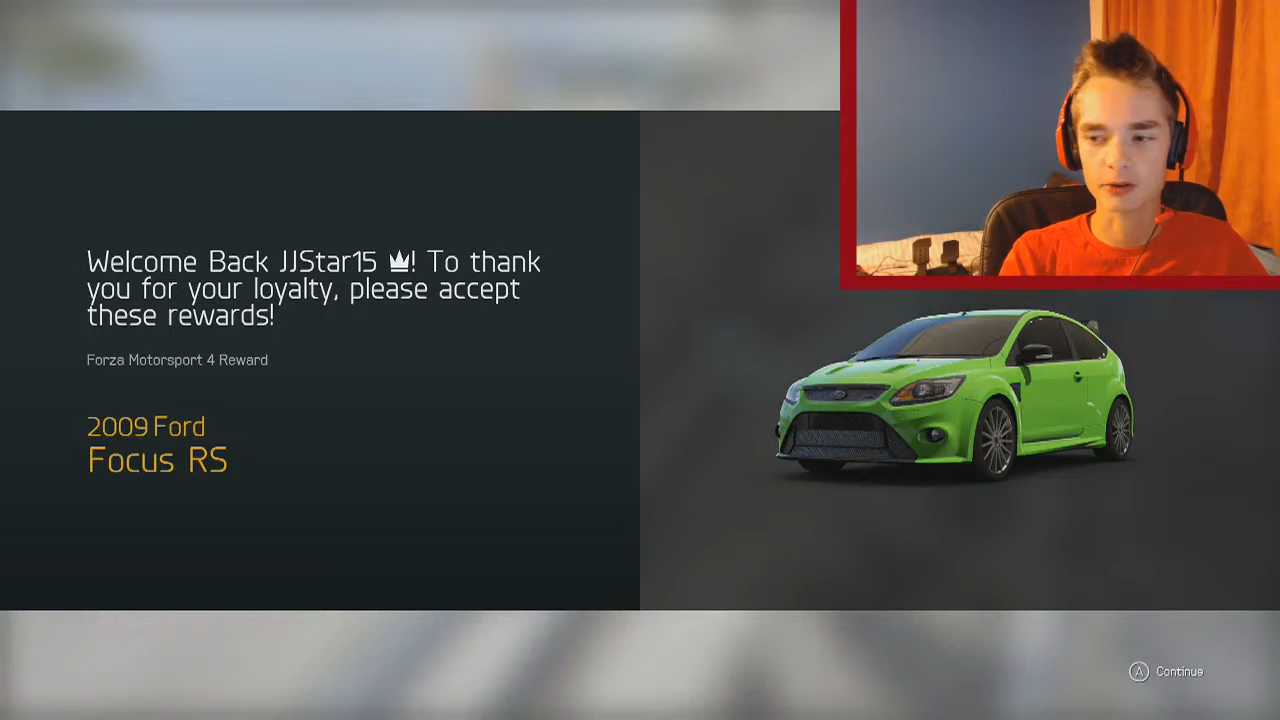 Welcome Back JJStar15 ! To thank
you for your loyalty, please accept
these rewards!
Forza Motorsport 4 Reward
2009 Ford
Focus RS
A Continue